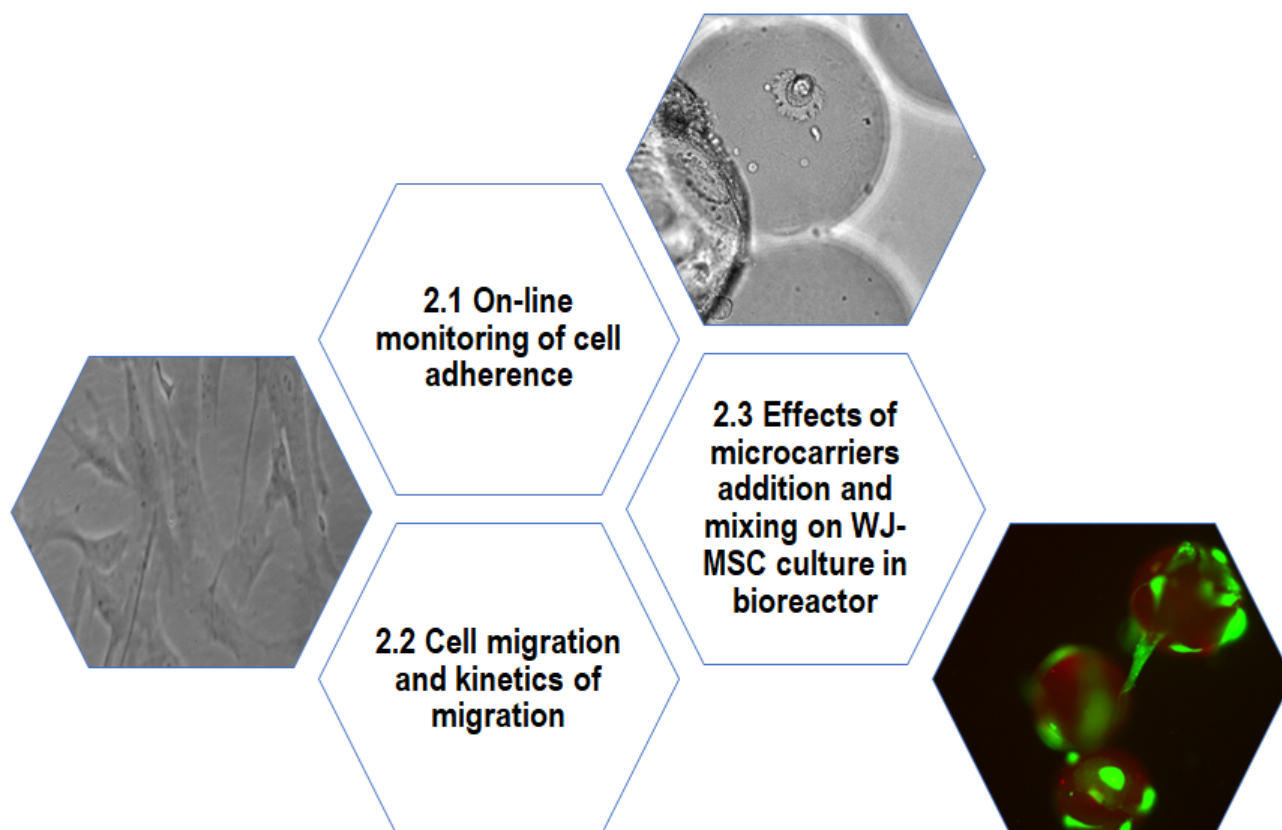 2.1 On-line
monitoring of cell
adherence
2.2 Cell migration
and kinetics of
migration
2.3 Effects of
microcarriers
addition and
mixing on WJ-
MSC culture in
bioreactor